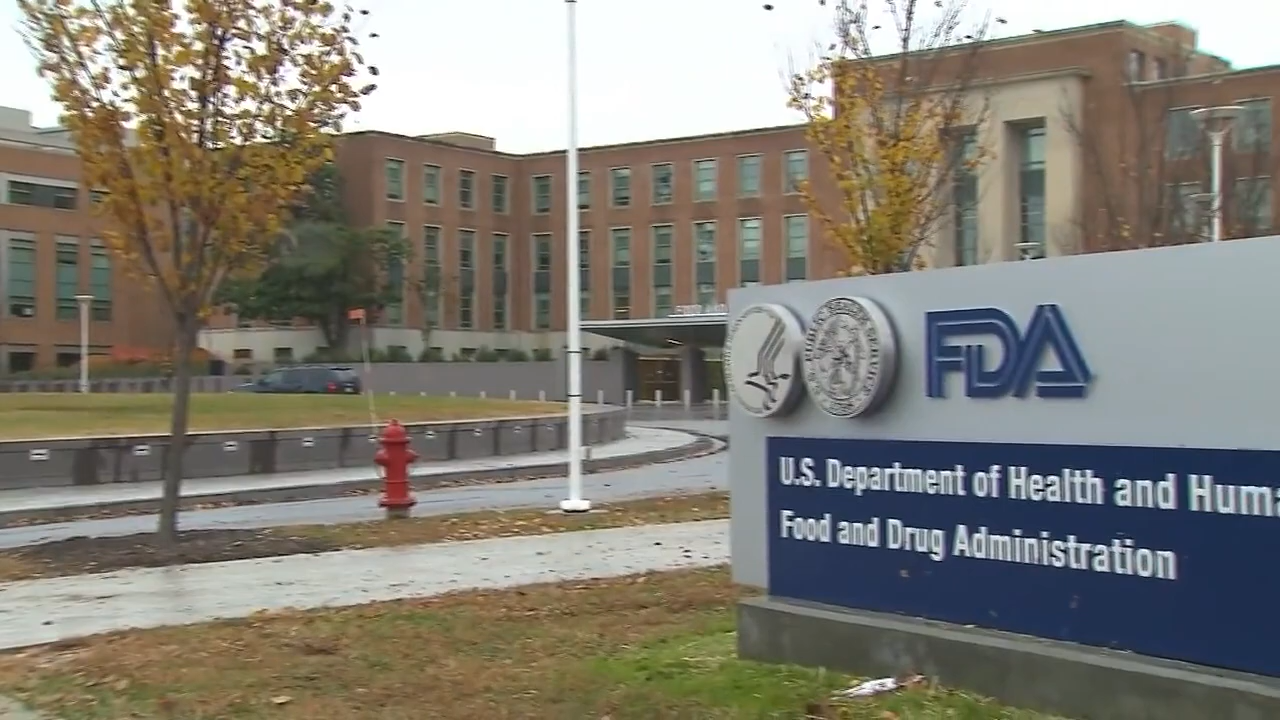 FDA
U.S. Department of Health and Huma
Food and Drug Administration